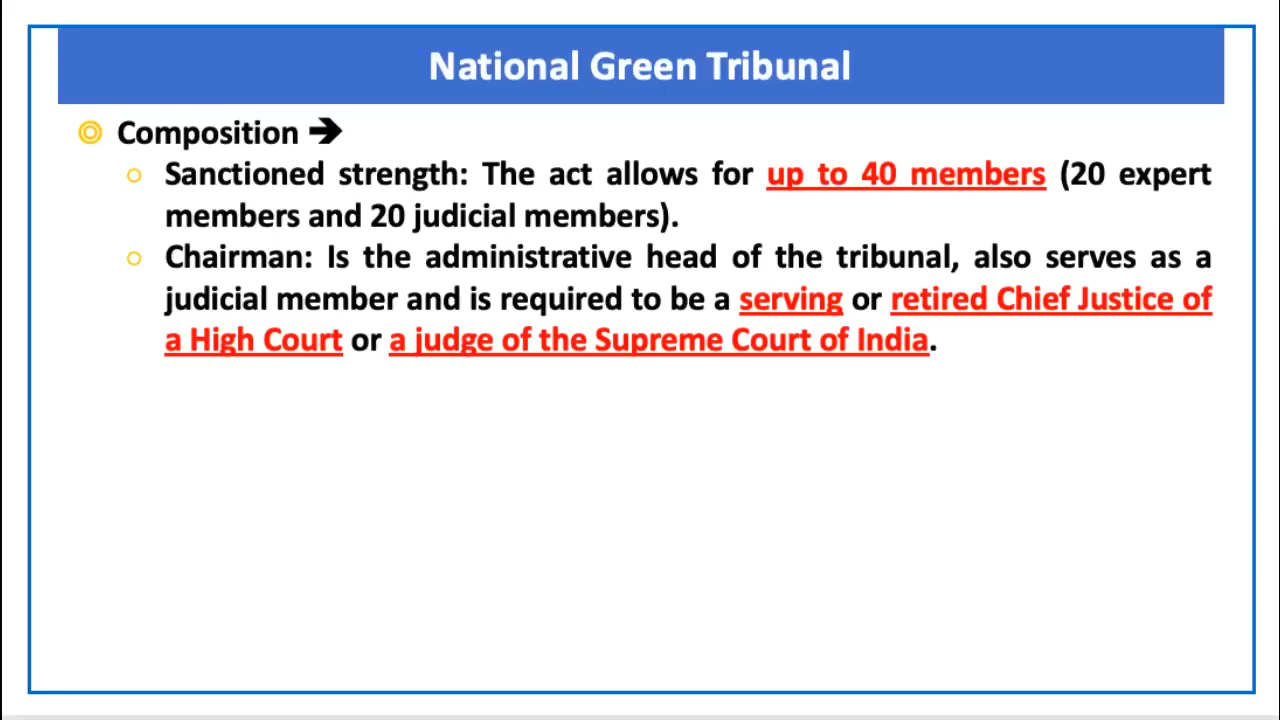 National Green Tribunal
Composition ➔
Sanctioned strength: The act allows for up to 40 members (20 expert
members and 20 judicial members).
Chairman: Is the administrative head of the tribunal, also serves as a
judicial member and is required to be a serving or retired Chief Justice of
a High Court or a judge of the Supreme Court of India.